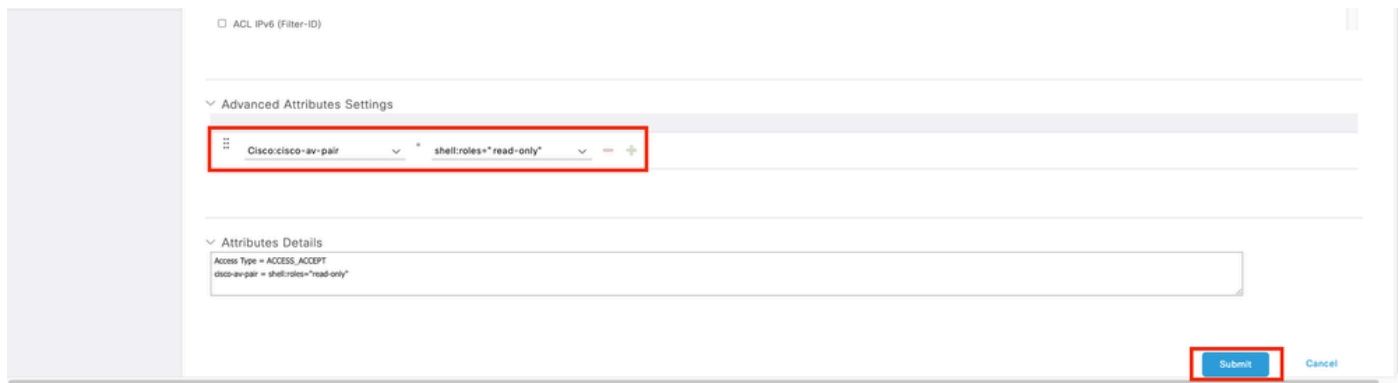 ACL IPv6 (Filter-ID)
Advanced Attributes Settings
Cisco:cisco-av-pair = shell:roles="read-only"
Attributes Details
Access Type = ACCESS_ACCEPT
cisco-av-pair = shell:roles="read-only"
Submit Cancel